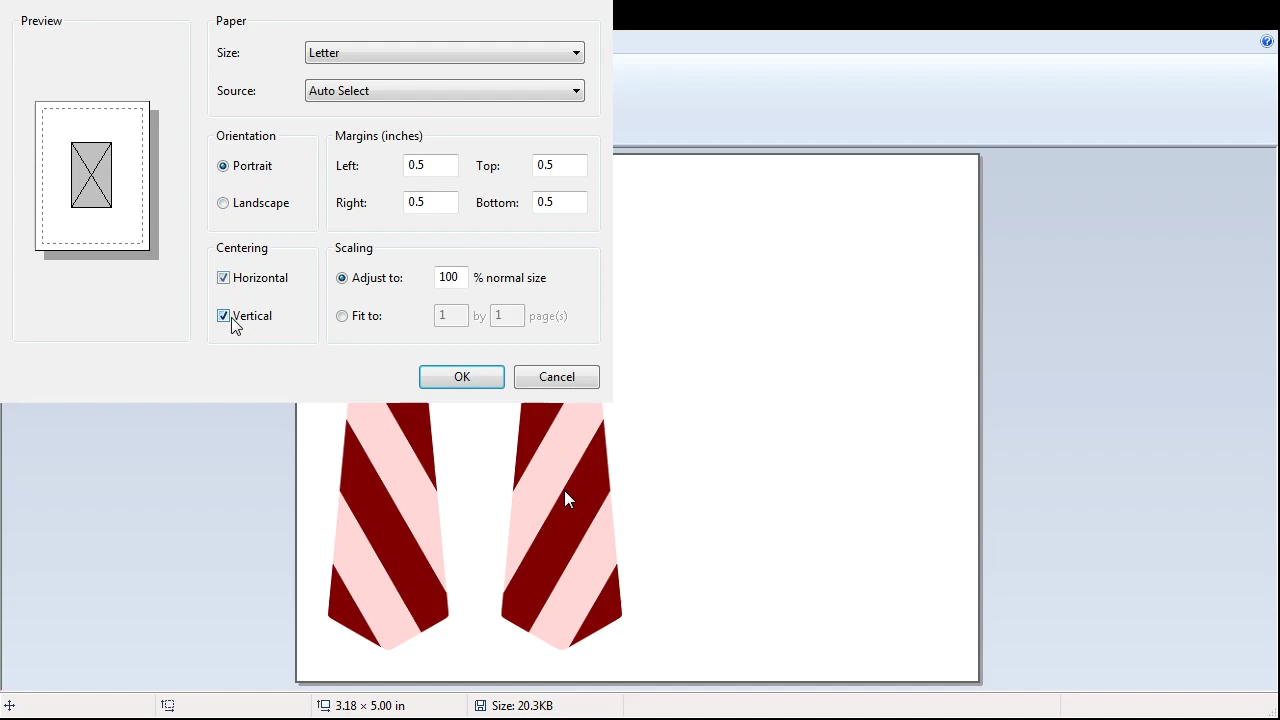 Preview
Paper
Size: Letter
Source: Auto Select
Orientation
Portrait
Landscape
Margins (inches)
Left: 0.5 Top: 0.5
Right: 0.5 Bottom: 0.5
Centering
Horizontal
Vertical
Scaling
Adjust to: 100 % normal size
Fit to: 1 by 1 page(s)
OK Cancel
3.18 × 5.00 in
Size: 20.3KB